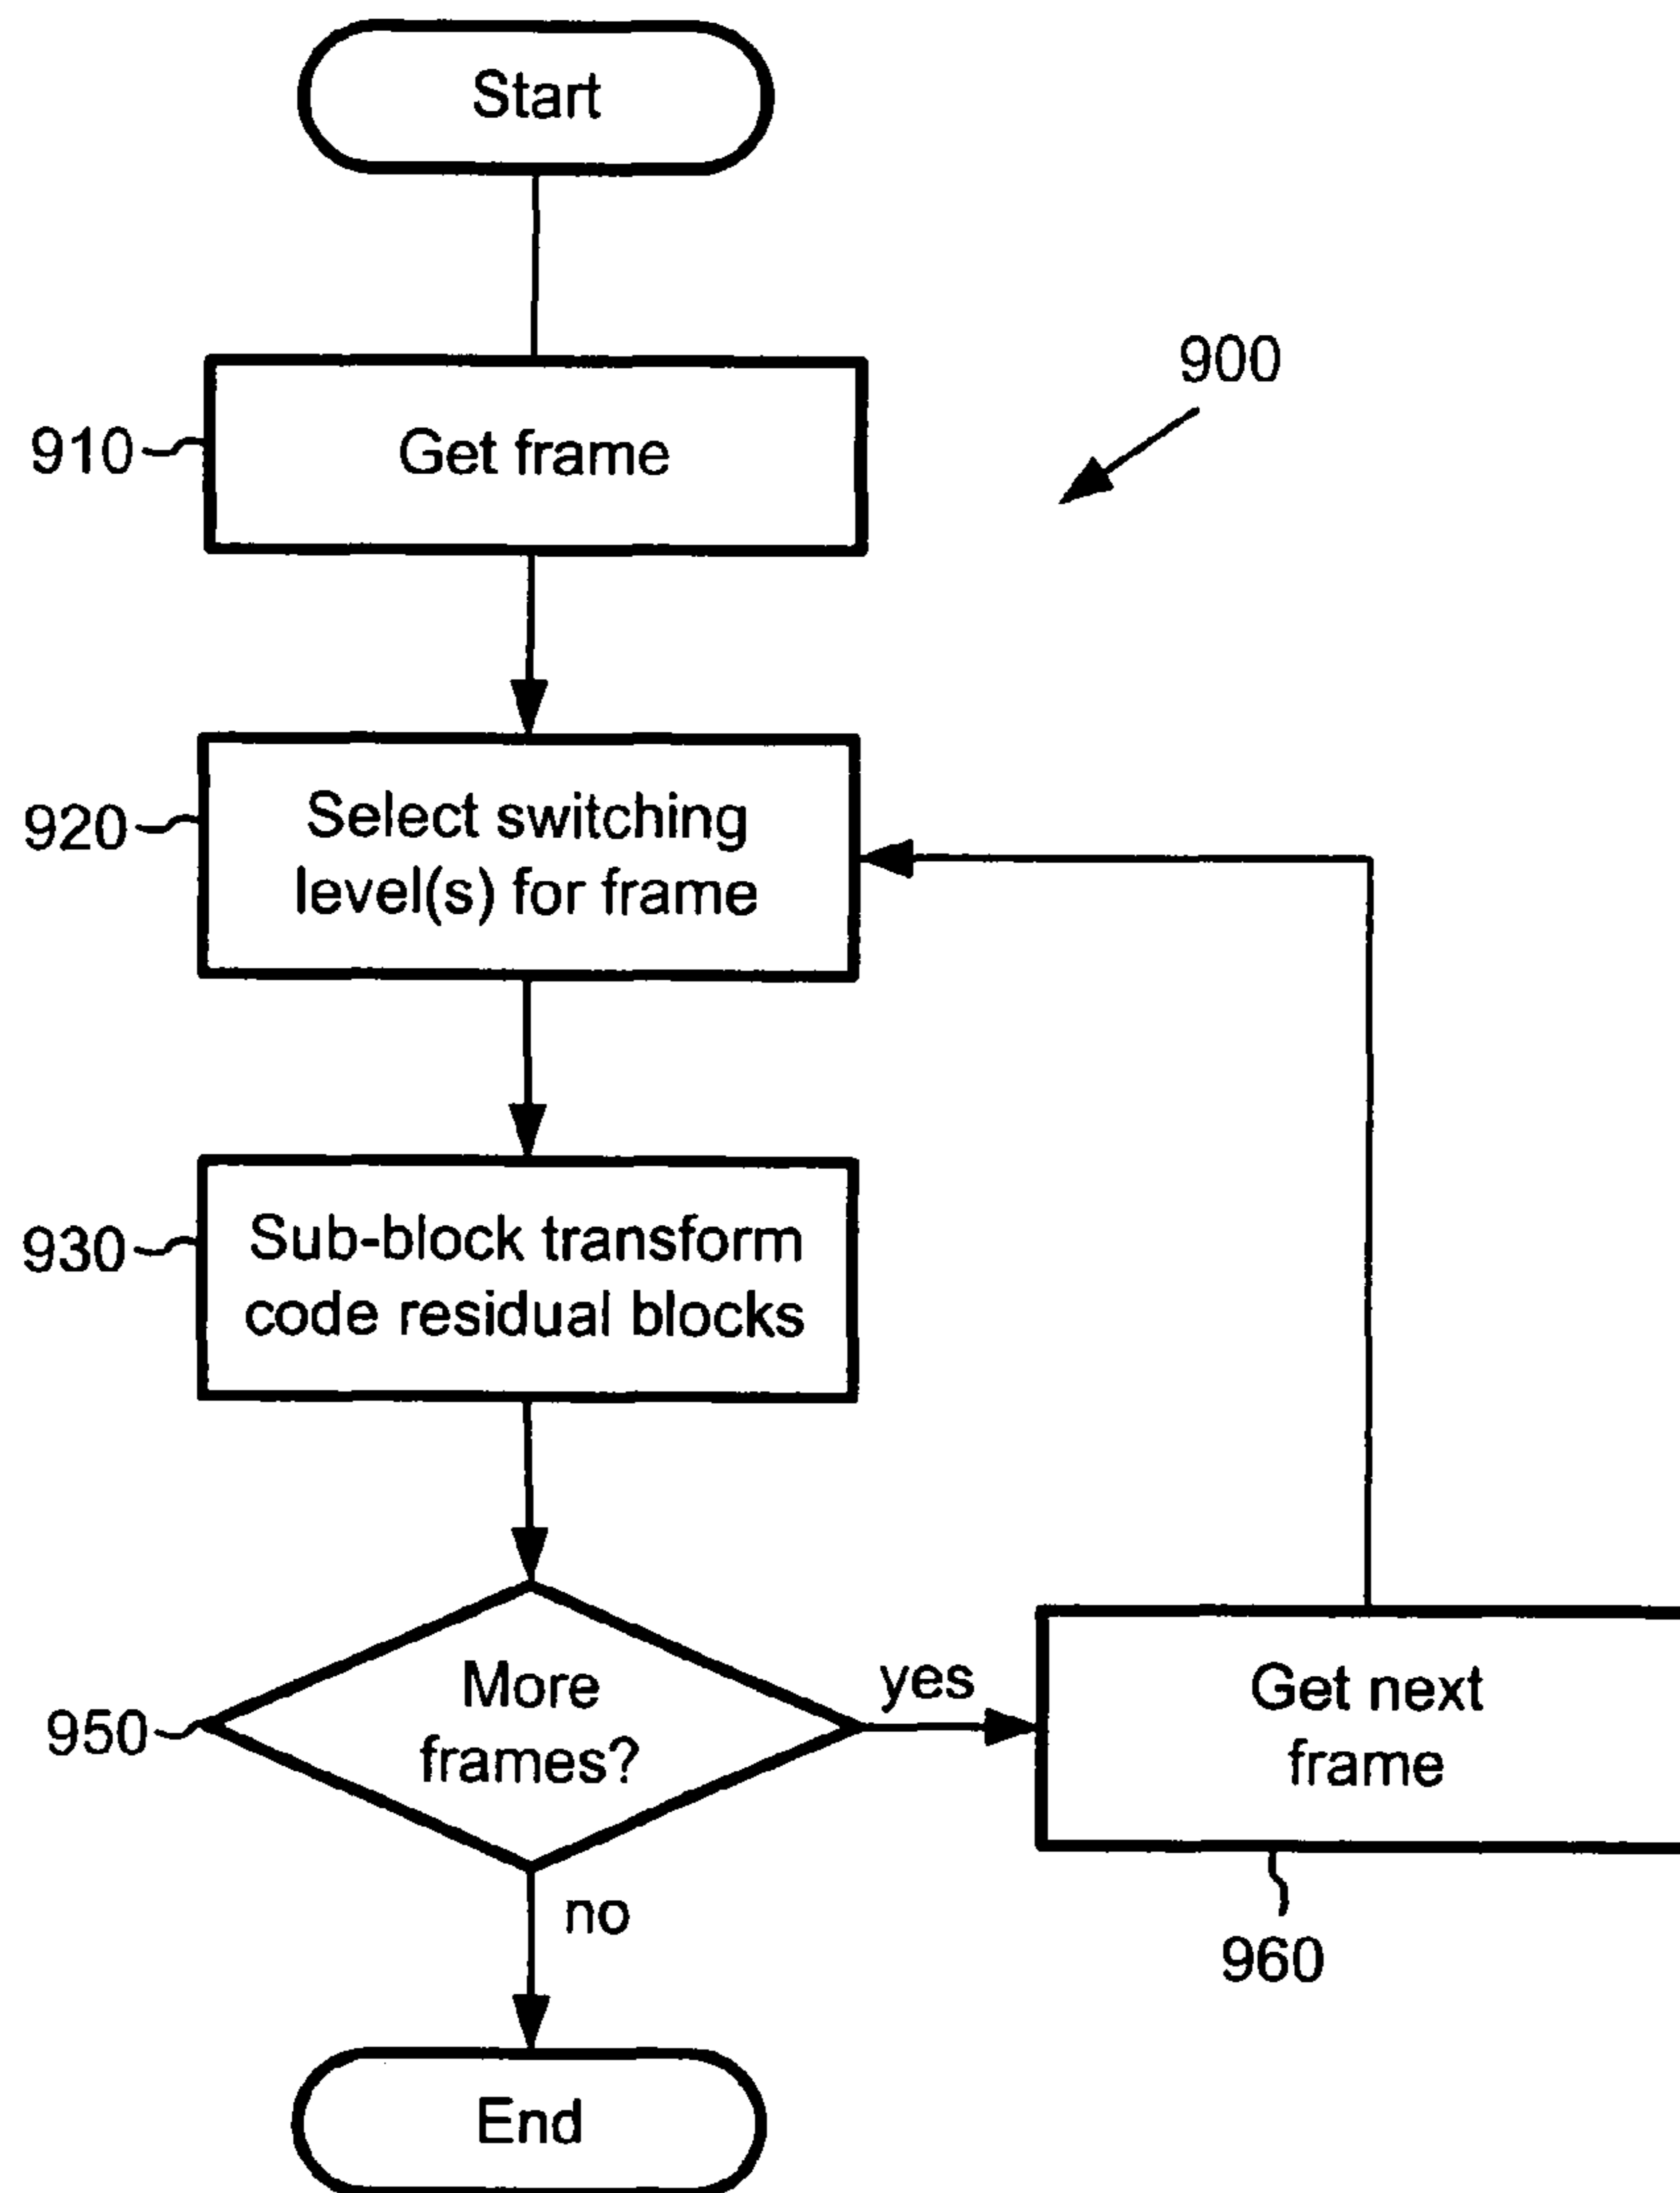 Start
900
910
Get frame
920
Select switching
level(s) for frame
930
Sub-block transform
code residual blocks
950
More
frames?
yes
Get next
frame
no
960
End